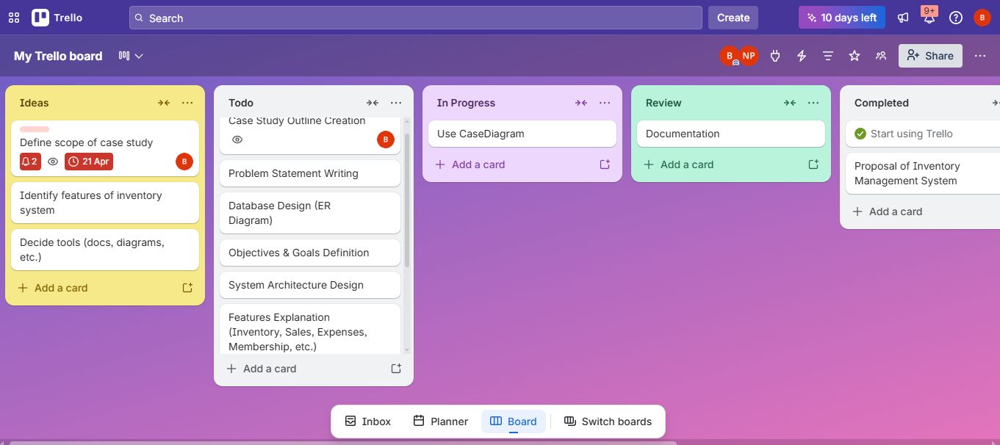 Trello
Search
Create
10 days left
9+
B
My Trello board
B
NP
Share
Ideas
Define scope of case study
2
21 Apr
B
Identify features of inventory
system
Decide tools (docs, diagrams,
etc.)
Add a card
Todo
Case Study Outline Creation
B
Problem Statement Writing
Database Design (ER
Diagram)
Objectives & Goals Definition
System Architecture Design
Features Explanation
(Inventory, Sales, Expenses,
Membership, etc.)
Add a card
In Progress
Use CaseDiagram
Add a card
Review
Documentation
Add a card
Completed
Start using Trello
Proposal of Inventory
Management System
Add a card
Inbox
Planner
Board
Switch boards